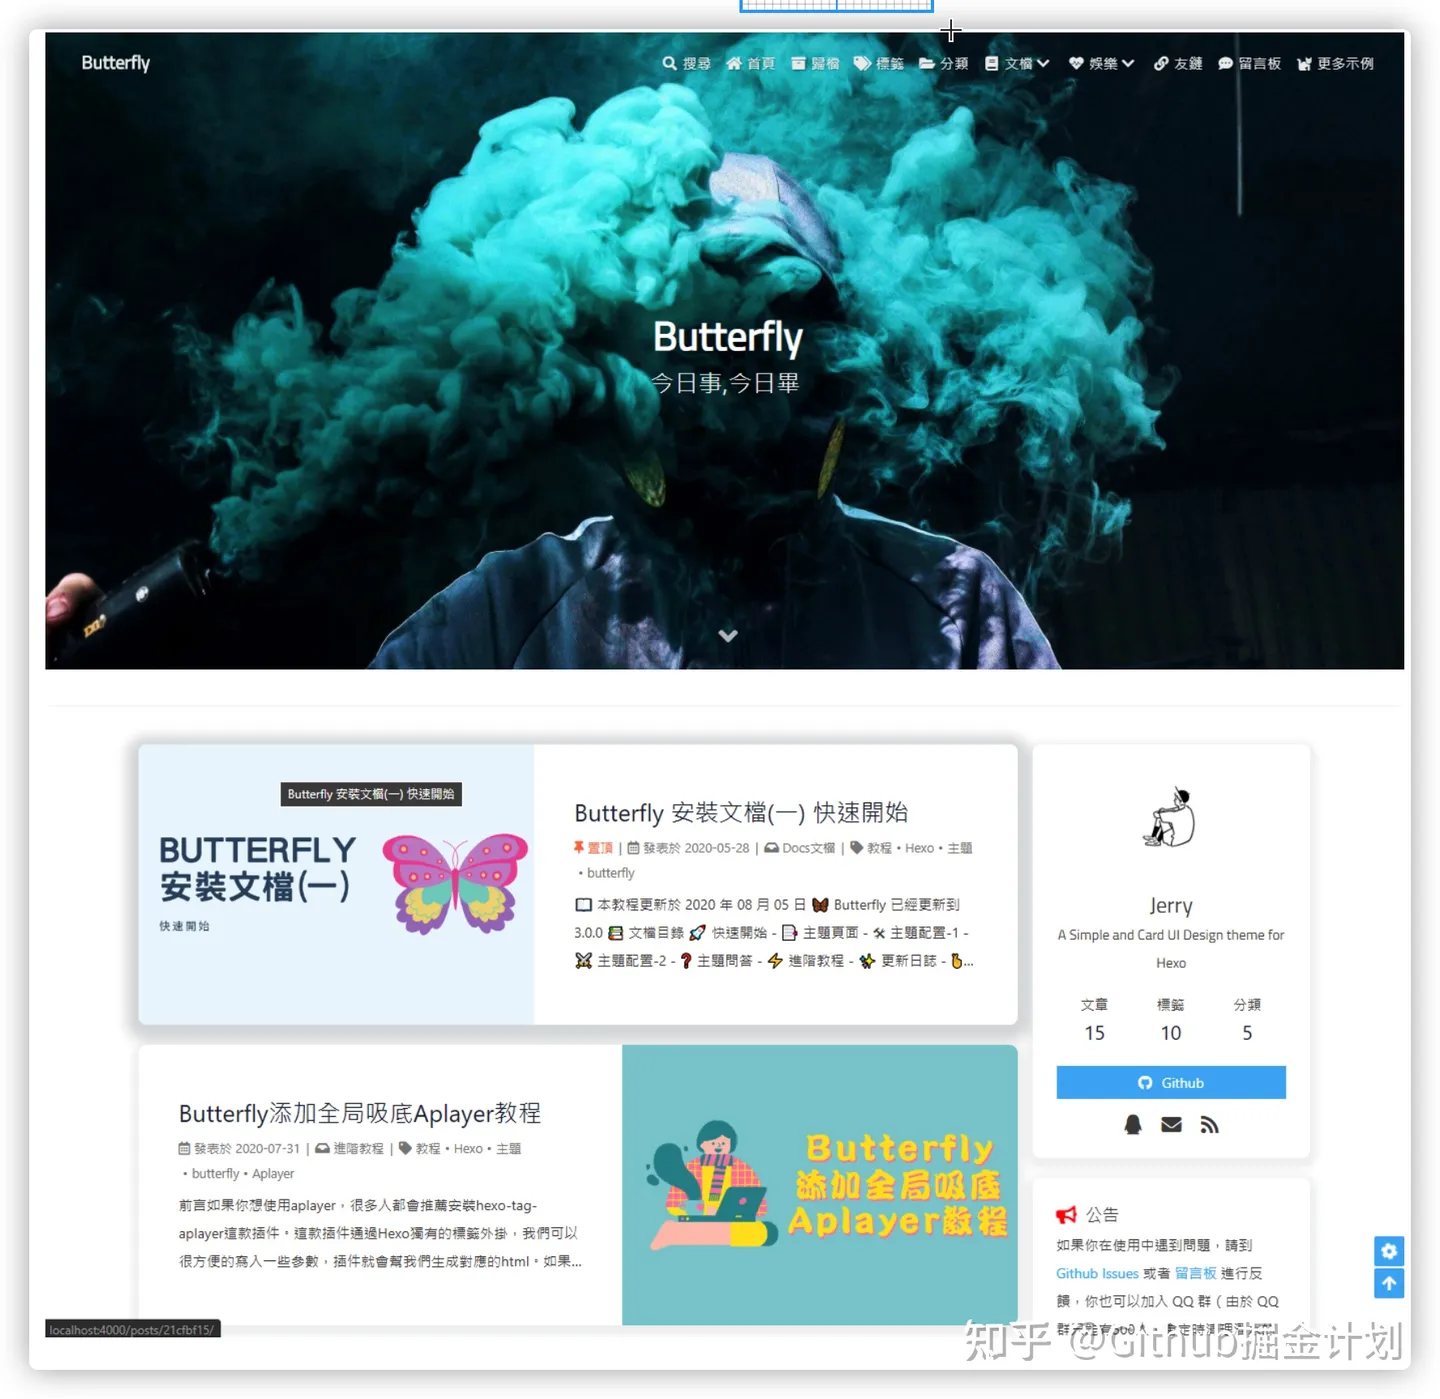 Butterfly
搜尋 首頁 歸檔 標籤 分類 文檔 娛樂 友鏈 留言板 更多示例
Butterfly
今日事,今日畢
Butterfly 安裝文檔(一) 快速開始
BUTTERFLY
安裝文檔(一)
快速開始
Butterfly 安裝文檔(一) 快速開始
置頂 | 發表於 2020-05-28 | Docs文檔 | 教程 • Hexo • 主題
• butterfly
本教程更新於 2020 年 08 月 05 日 Butterfly 已經更新到
3.0.0 文檔目錄 快速開始 - 主題頁面 - 主題配置-1 -
主題配置-2 - 主題問答 - 進階教程 - 更新日誌 - ...
Butterfly添加全局吸底Aplayer教程
發表於 2020-07-31 | 進階教程 | 教程 • Hexo • 主題
• butterfly • Aplayer
前言如果你想使用aplayer，很多人都會推薦安裝hexo-tag-
aplayer這款插件。這款插件通過Hexo獨有的標籤外掛，我們可以
很方便的寫入一些參數，插件就會幫我們生成對應的html。如果...
Butterfly
添加全局吸底
Aplayer教程
Jerry
A Simple and Card UI Design theme for
Hexo
文章 標籤 分類
15 10 5
Github
公告
如果你在使用中遇到問題，請到
Github Issues 或者 留言板 進行反
饋，你也可以加入 QQ 群（由於 QQ
localhost:4000/posts/21cfbf15/
知乎 @Github掘金计划